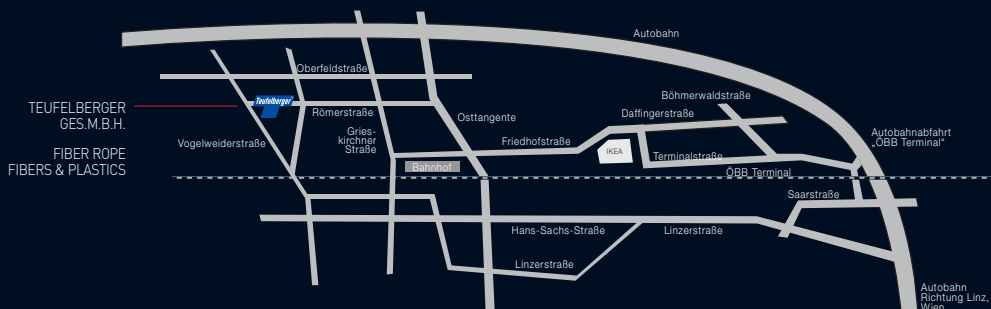 Autobahn
Oberfeldstraße
Böhmerwaldstraße
TEUFELBERGER
GES.M.B.H.
Teufelberger
Römerstraße
Osttangente
Daffingerstraße
Vogelweiderstraße
Gries-
kirchner
Straße
Friedhofstraße
Autobahnabfahrt
„ÖBB Terminal“
FIBER ROPE
FIBERS & PLASTICS
IKEA
Terminalstraße
Bahnhof
ÖBB Terminal
Saarstraße
Hans-Sachs-Straße
Linzerstraße
Linzerstraße
Autobahn
Richtung Linz,
Wien